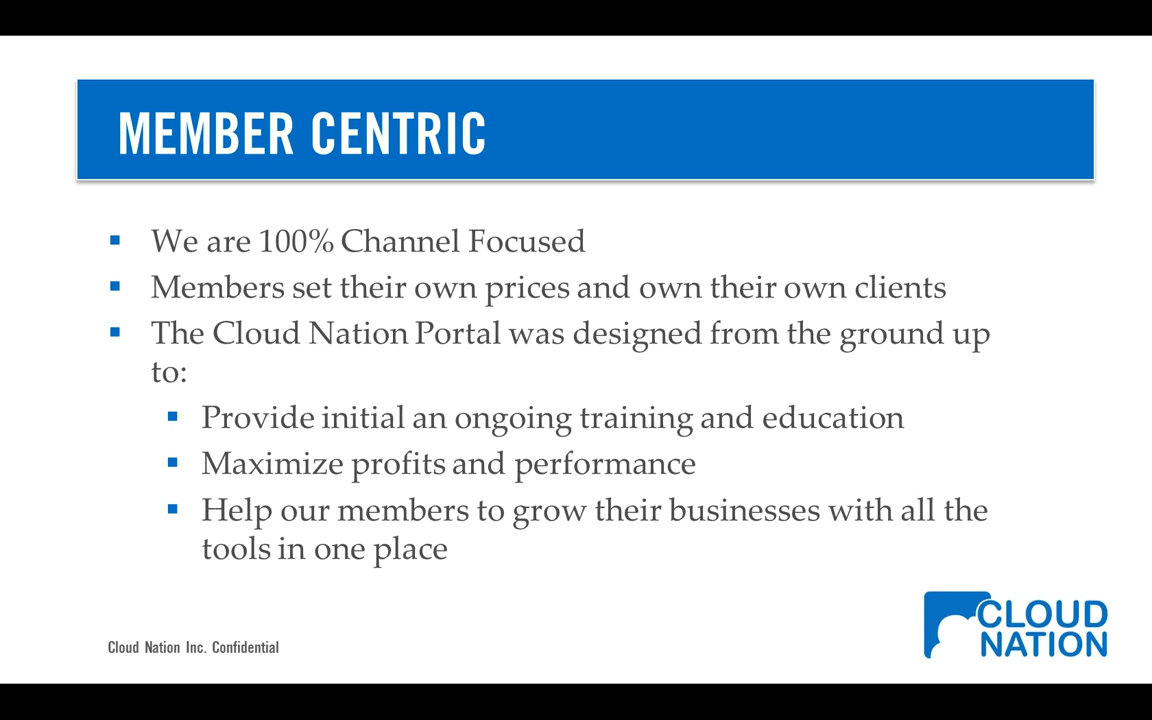 MEMBER CENTRIC
We are 100% Channel Focused
Members set their own prices and own their own clients
The Cloud Nation Portal was designed from the ground up
to:
Provide initial an ongoing training and education
Maximize profits and performance
Help our members to grow their businesses with all the
tools in one place
Cloud Nation Inc. Confidential
CLOUD
NATION